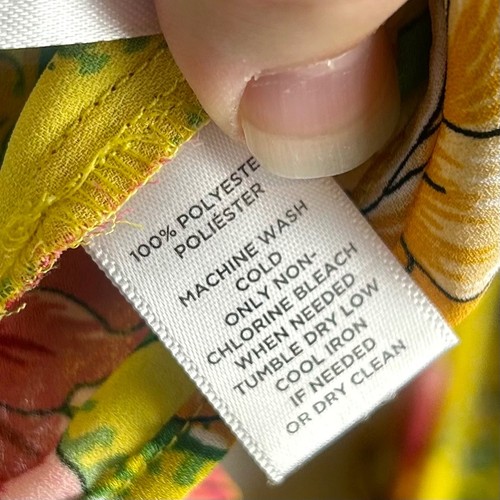 100% POLYESTE
POLIÉSTER
MACHINE WASH
COLD
ONLY NON-
CHLORINE BLEACH
WHEN NEEDED
TUMBLE DRY LOW
COOL IRON
IF NEEDED
OR DRY CLEAN